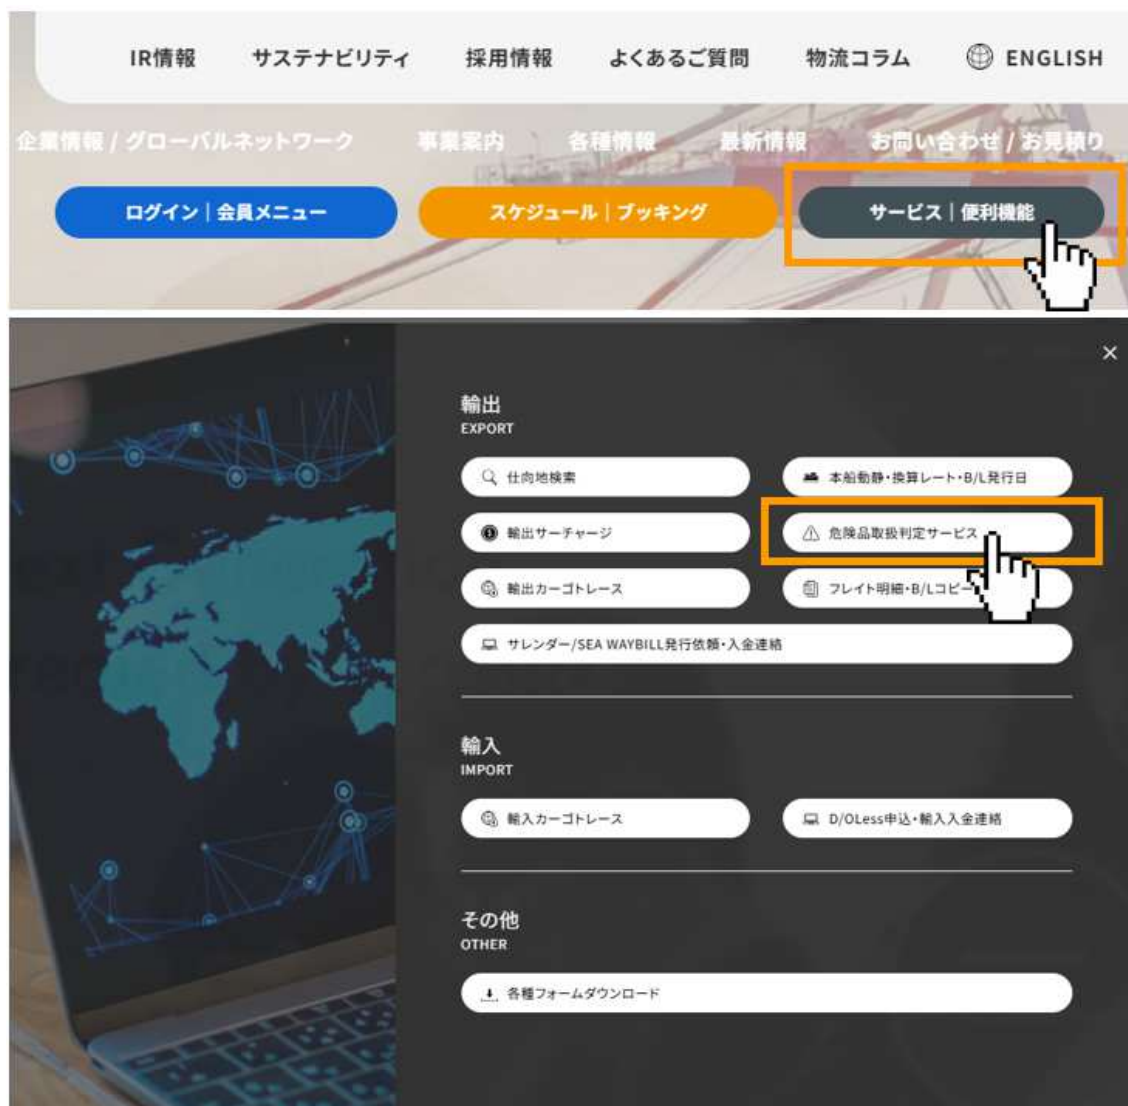 IR情報 サステナビリティ 採用情報 よくあるご質問 物流コラム ENGLISH
企業情報 / グローバルネットワーク 事業案内 各種情報 最新情報 お問い合わせ / お見積り
ログイン｜会員メニュー スケジュール｜ブッキング サービス｜便利機能
輸出
EXPORT
仕向地検索 本船動静・換算レート・B/L発行日
輸出サーチャージ 危険品取扱判定サービス
輸出カーゴトレース フレイト明細・B/Lコピー
サレンダー/SEA WAYBILL発行依頼・入金連絡
輸入
IMPORT
輸入カーゴトレース D/OLess申込・輸入入金連絡
その他
OTHER
各種フォームダウンロード